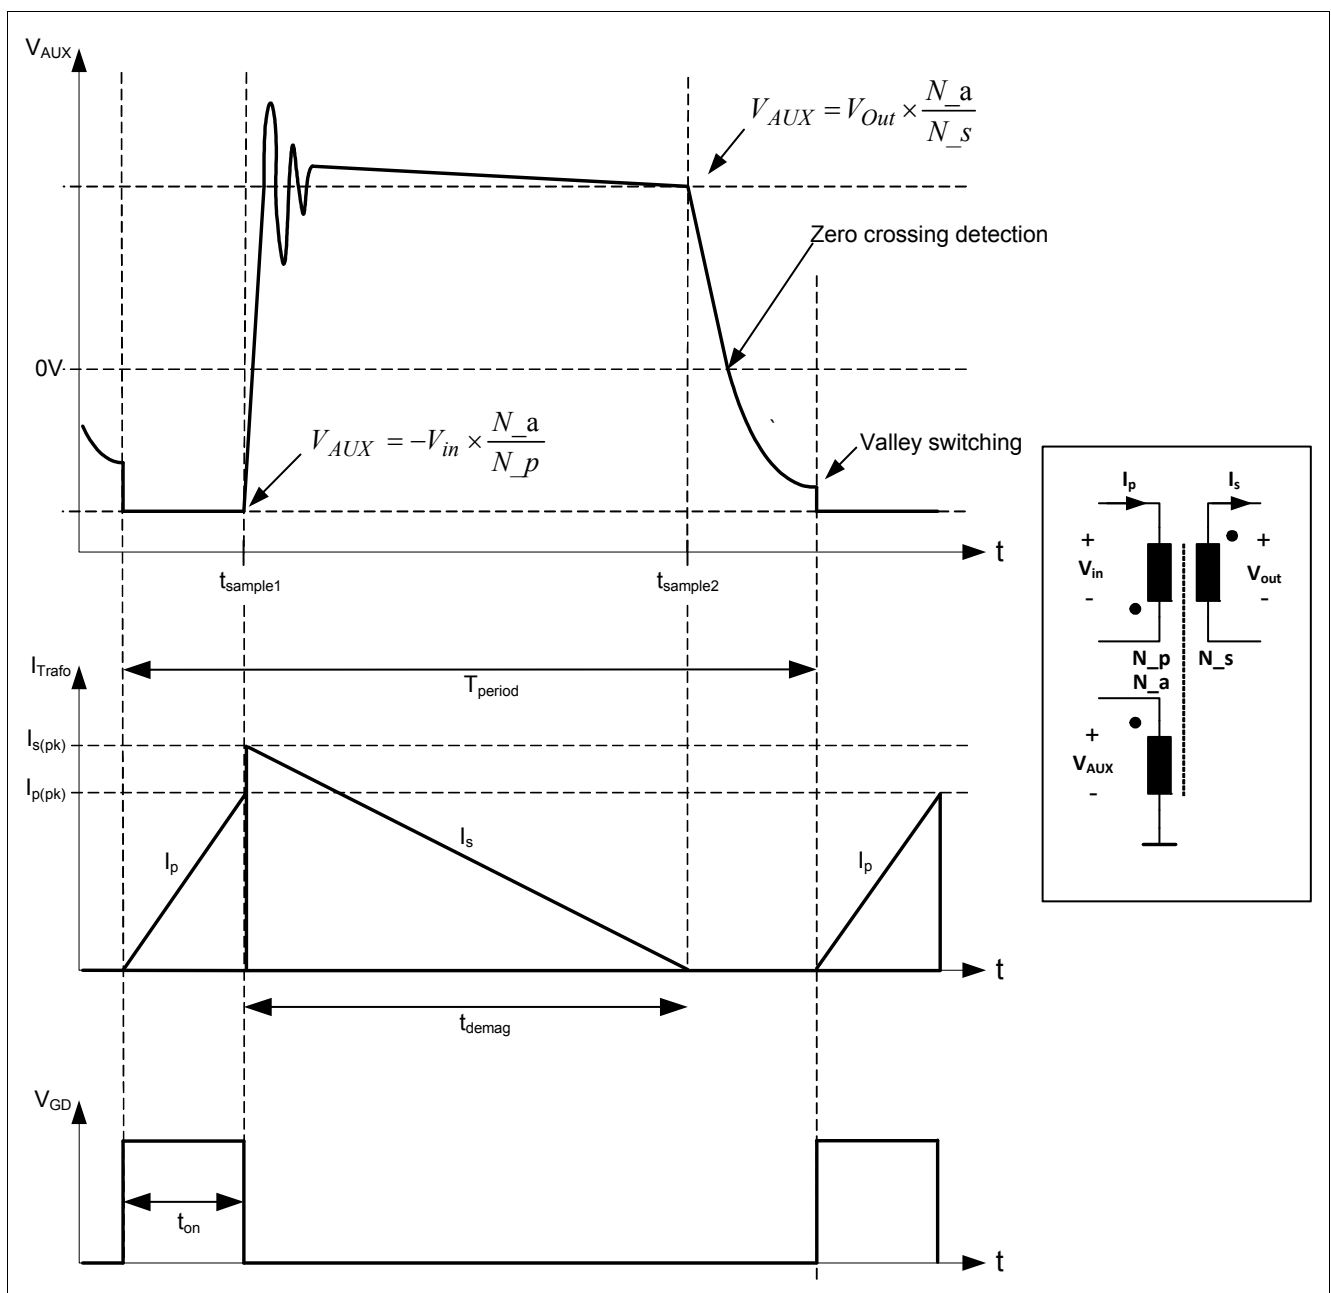 V_AUX
V_AUX = V_Out × N_a / N_s
Zero crossing detection
0V
V_AUX = −V_in × N_a / N_p
Valley switching
t
t_sample1
t_sample2
I_p I_s
+ +
V_in V_out
- -
N_p N_s
N_a
+
V_AUX
-
I_Trafo
T_period
I_s(pk)
I_p(pk)
I_p
I_s
I_p
t
t_demag
V_GD
t_on
t